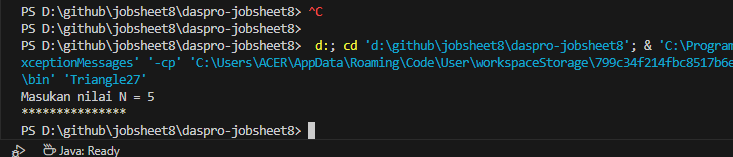 PS D:\github\jobsheet8\daspro-jobsheet8> ^C
PS D:\github\jobsheet8\daspro-jobsheet8>
PS D:\github\jobsheet8\daspro-jobsheet8>  d:; cd 'd:\github\jobsheet8\daspro-jobsheet8'; & 'C:\Program
xceptionMessages' '-cp' 'C:\Users\ACER\AppData\Roaming\Code\User\workspaceStorage\799c34f214fbc8517b6e
\bin' 'Triangle27'
Masukan nilai N = 5
***************
PS D:\github\jobsheet8\daspro-jobsheet8>
Java: Ready